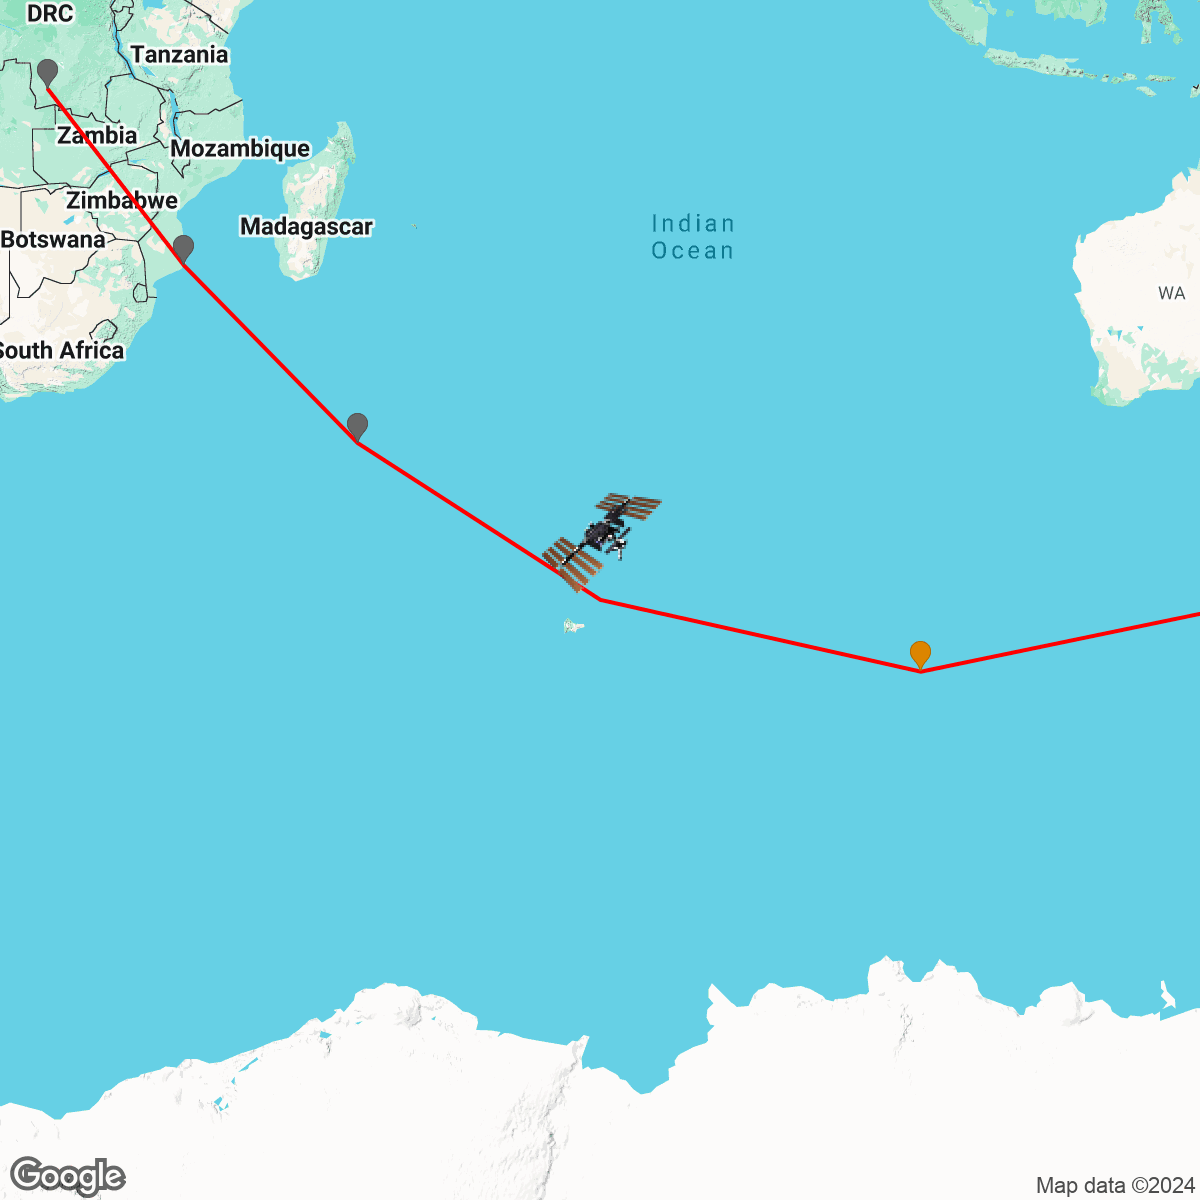 DRC
Tanzania
Zambia
Mozambique
Zimbabwe
Madagascar
Botswana
Indian
Ocean
WA
South Africa
Google
Map data ©2024